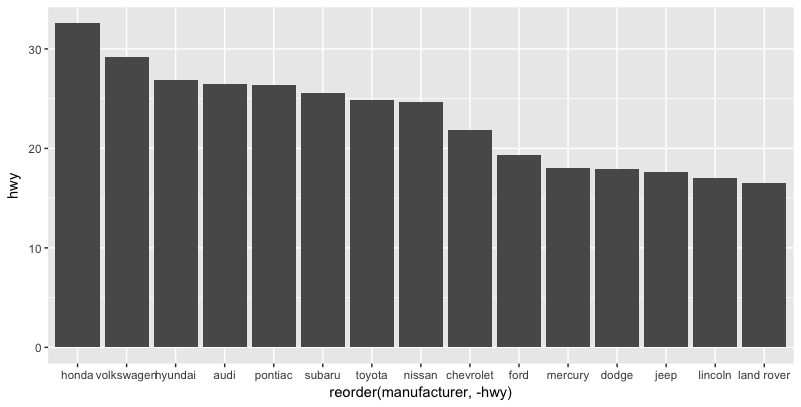 hwy
30
20
10
0
honda volkswagen hyundai audi pontiac subaru toyota nissan chevrolet ford mercury dodge jeep lincoln land rover
reorder(manufacturer, -hwy)